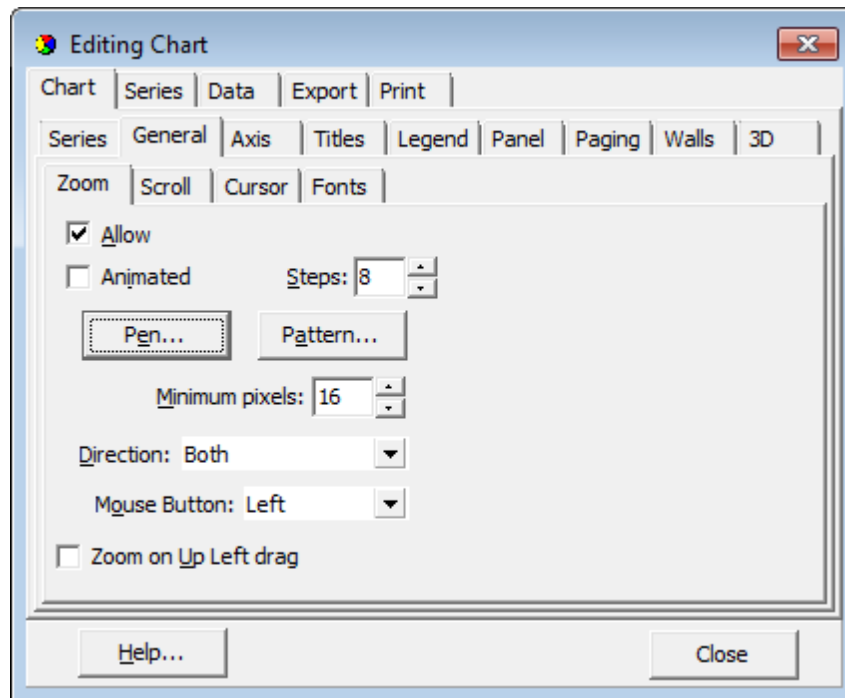 Editing Chart
Chart Series Data Export Print
Series General Axis Titles Legend Panel Paging Walls 3D
Zoom Scroll Cursor Fonts
Allow
Animated Steps: 8
Pen... Pattern...
Minimum pixels: 16
Direction: Both
Mouse Button: Left
Zoom on Up Left drag
Help... Close